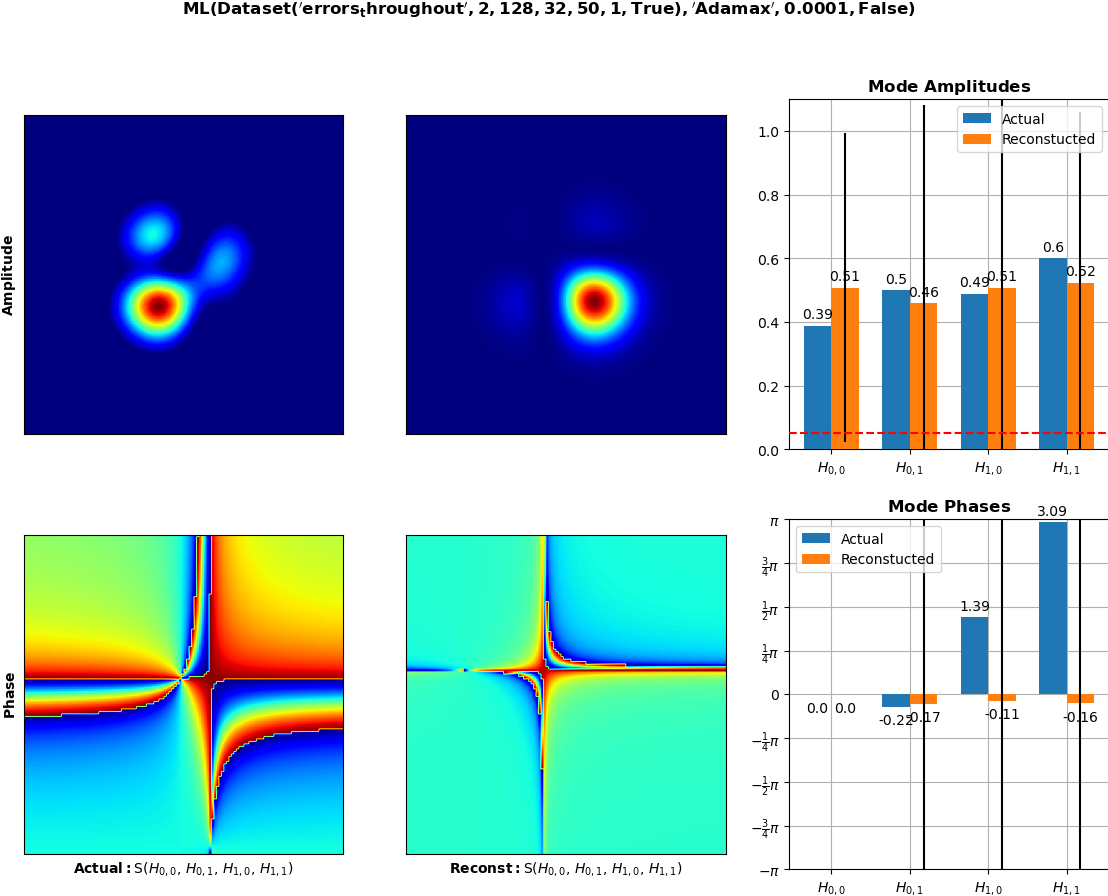 ML(Dataset('errors_throughout', 2, 128, 32, 50, 1, True), 'Adamax', 0.0001, False)
Mode Amplitudes
Amplitude
Actual
Reconstucted
1.0
0.8
0.6
0.4
0.2
0.0
0.39
0.51
0.5
0.46
0.49
0.51
0.6
0.52
H0,0
H0,1
H1,0
H1,1
Mode Phases
Phase
Actual
Reconstucted
π
3/4π
1/2π
1/4π
0
−1/4π
−1/2π
−3/4π
−π
0.0
0.0
-0.22
-0.17
1.39
-0.11
3.09
-0.16
H0,0
H0,1
H1,0
H1,1
Actual: S(H0,0, H0,1, H1,0, H1,1)
Reconst: S(H0,0, H0,1, H1,0, H1,1)